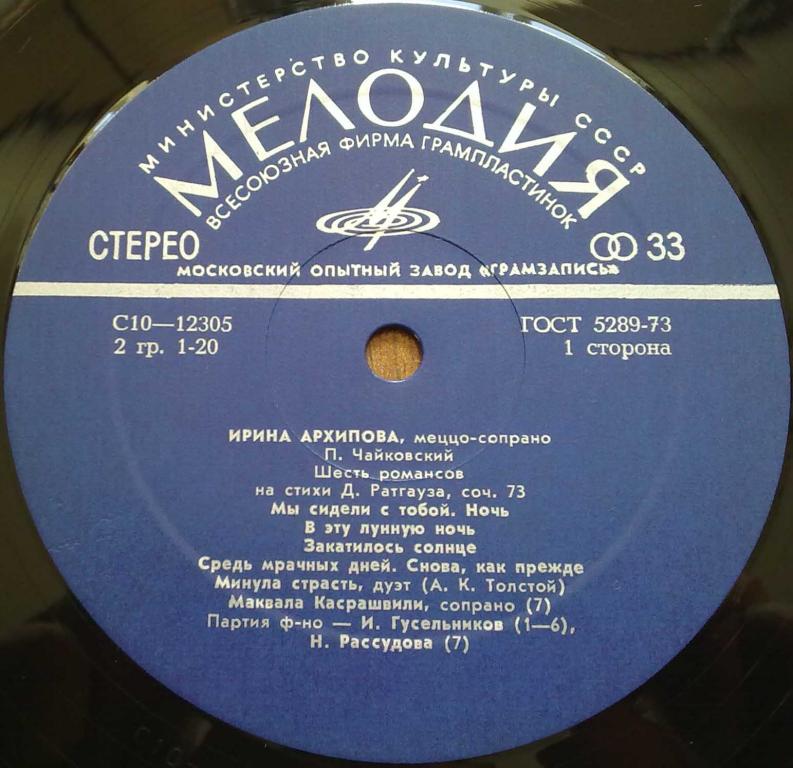 МИНИСТЕРСТВО КУЛЬТУРЫ СССР
МЕЛОДИЯ
ВСЕСОЮЗНАЯ ФИРМА ГРАМПЛАСТИНОК
СТЕРЕО 33
МОСКОВСКИЙ ОПЫТНЫЙ ЗАВОД «ГРАМЗАПИСЬ»
С10—12305 ГОСТ 5289-73
2 гр. 1-20 1 сторона
ИРИНА АРХИПОВА, меццо-сопрано
П. Чайковский
Шесть романсов
на стихи Д. Ратгауза, соч. 73
Мы сидели с тобой. Ночь
В эту лунную ночь
Закатилось солнце
Средь мрачных дней. Снова, как прежде
Минула страсть, дуэт (А. К. Толстой)
Маквала Касрашвили, сопрано (7)
Партия ф-но — И. Гусельников (1—6),
Н. Рассудова (7)